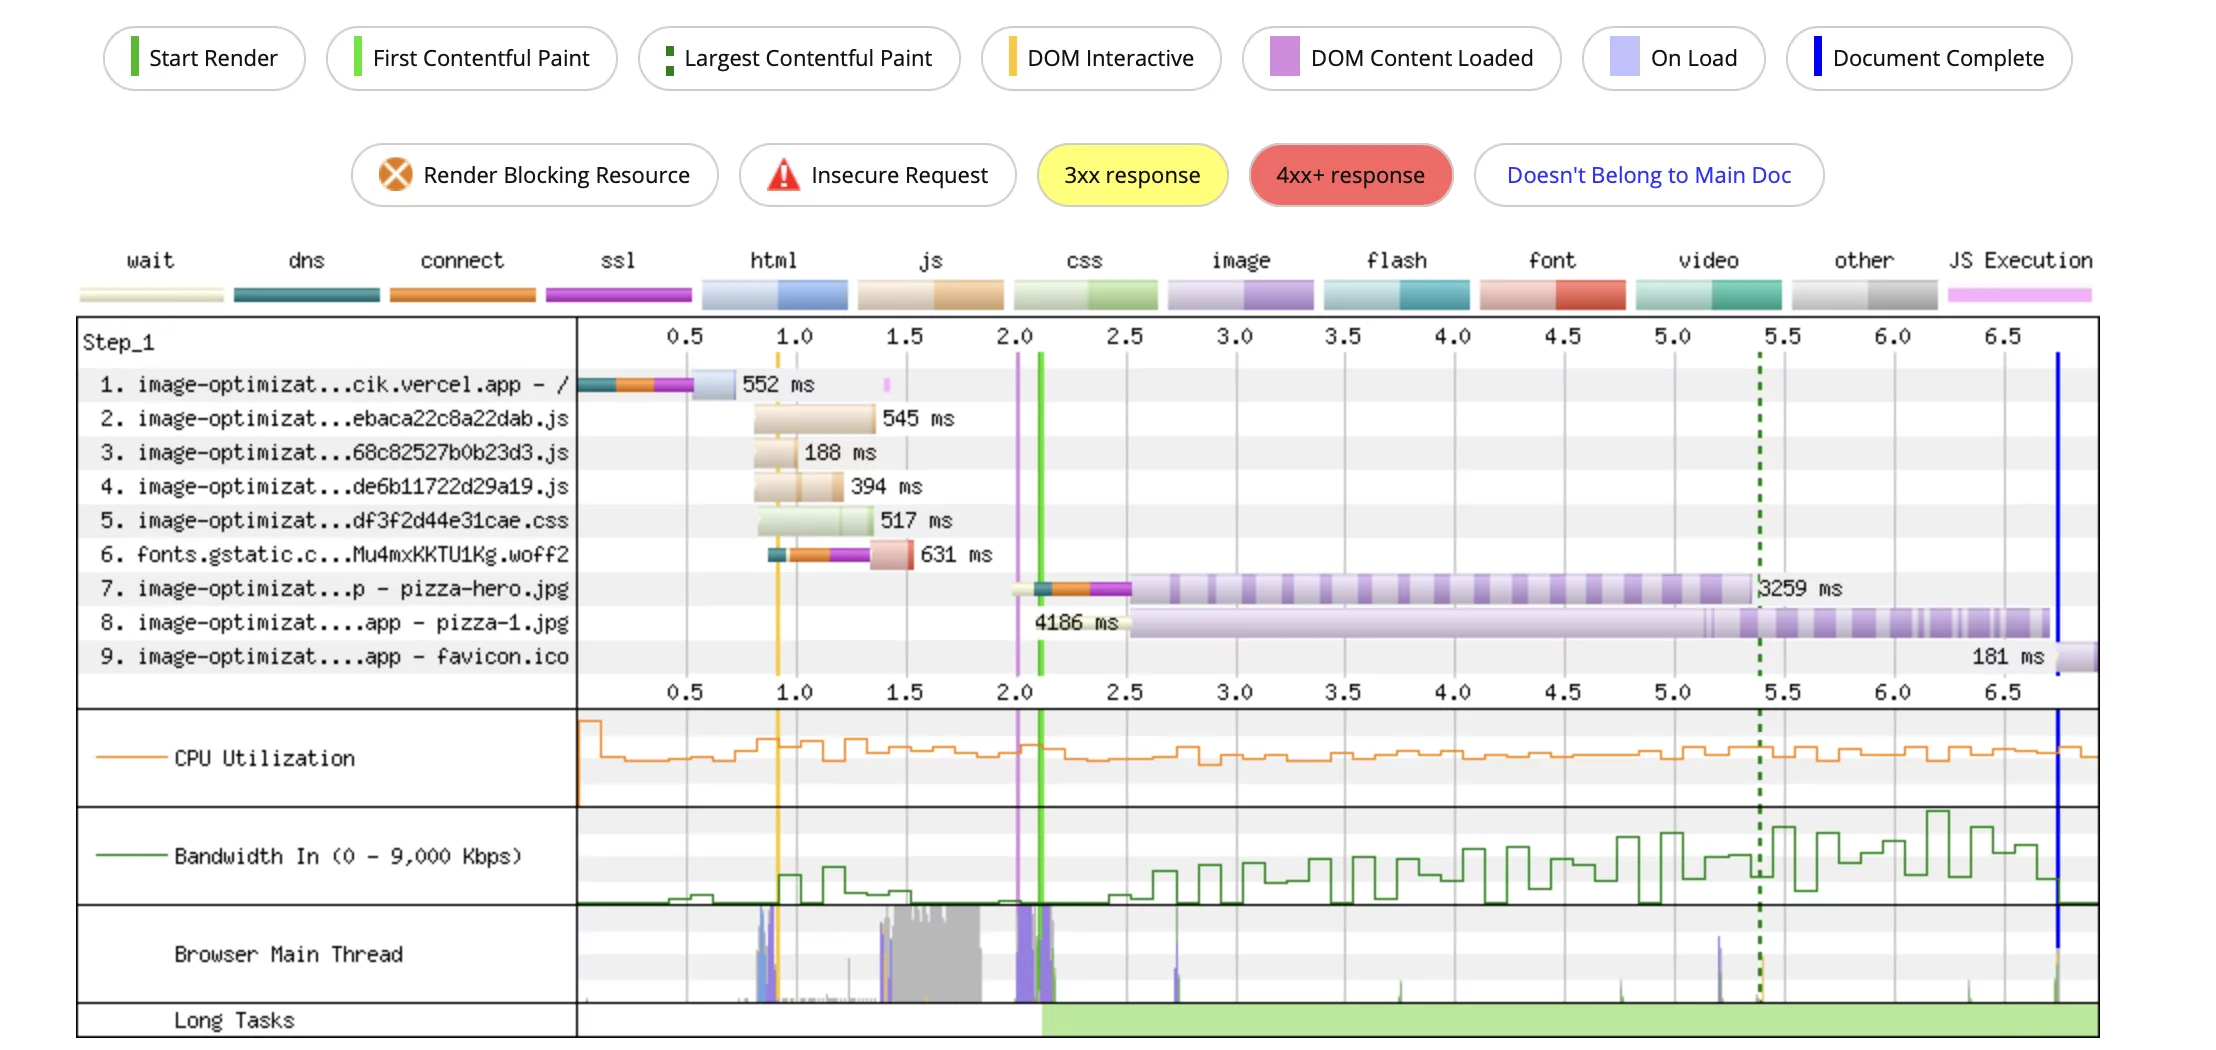 Start Render First Contentful Paint Largest Contentful Paint DOM Interactive DOM Content Loaded On Load Document Complete
Render Blocking Resource Insecure Request 3xx response 4xx+ response Doesn't Belong to Main Doc
wait dns connect ssl html js css image flash font video other JS Execution
Step_1 0.5 1.0 1.5 2.0 2.5 3.0 3.5 4.0 4.5 5.0 5.5 6.0 6.5
1. image-optimizat...cik.vercel.app - / 552 ms
2. image-optimizat...ebaca22c8a22dab.js 545 ms
3. image-optimizat...68c82527b0b23d3.js 188 ms
4. image-optimizat...de6b11722d29a19.js 394 ms
5. image-optimizat...df3f2d44e31cae.css 517 ms
6. fonts.gstatic.c...Mu4mxKKTU1Kg.woff2 631 ms
7. image-optimizat...p - pizza-hero.jpg 3259 ms
8. image-optimizat....app - pizza-1.jpg 4186 ms
9. image-optimizat....app - favicon.ico 181 ms
0.5 1.0 1.5 2.0 2.5 3.0 3.5 4.0 4.5 5.0 5.5 6.0 6.5
CPU Utilization
Bandwidth In (0 - 9,000 Kbps)
Browser Main Thread
Long Tasks